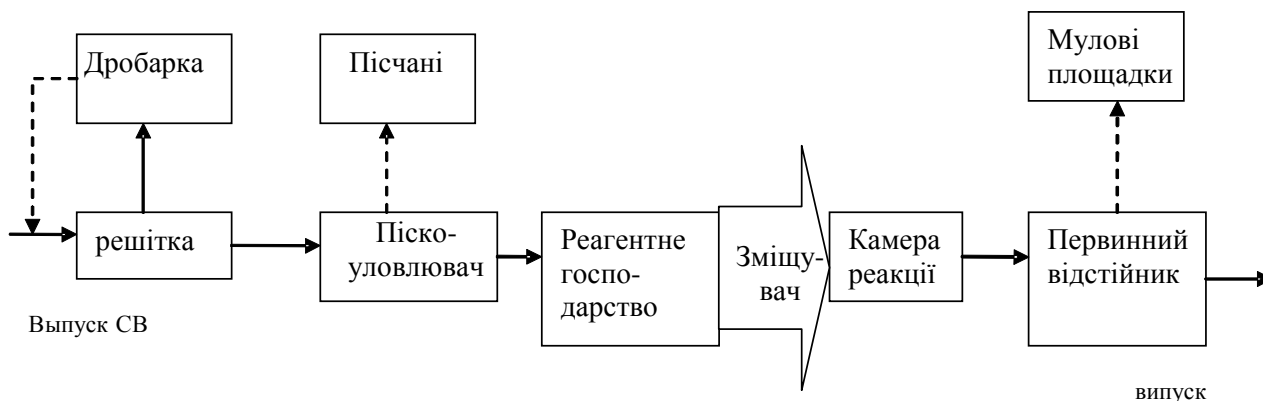 Дробарка
Пісчані
Мулові
площадки
решітка
Піско-
уловлювач
Реагентне
госпо-
дарство
Зміщу-
вач
Камера
реакції
Первинний
відстійник
Выпуск СВ
випуск